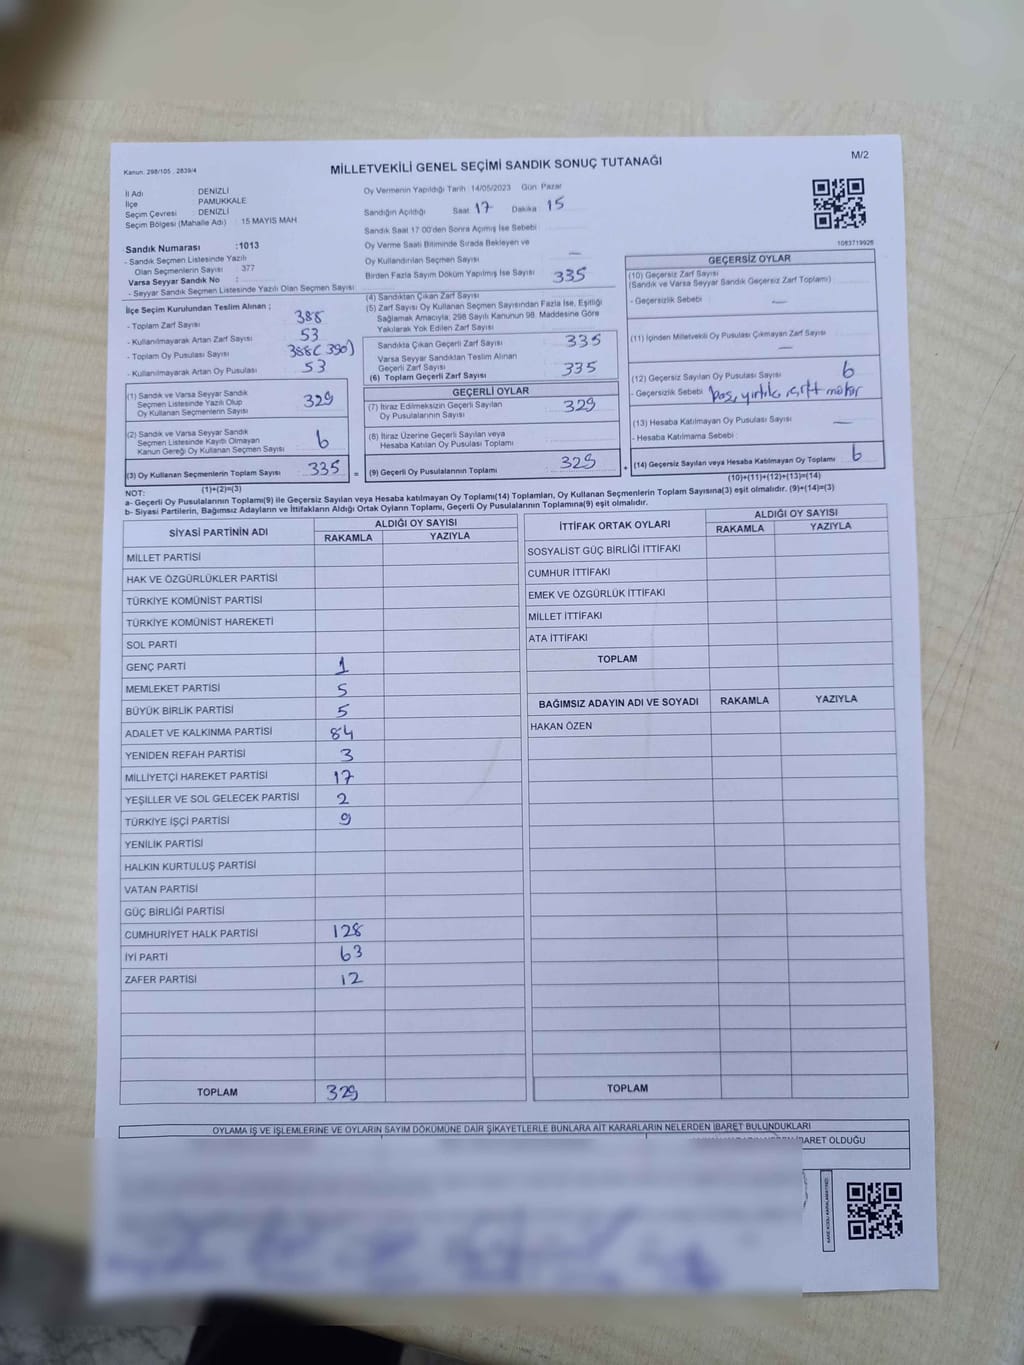 Kanun. 298/105 , 2839/4
MİLLETVEKİLİ GENEL SEÇİMİ SANDIK SONUÇ TUTANAĞI
M/2
İl Adı : DENİZLİ
İlçe PAMUKKALE
Seçim Çevresi : DENİZLİ
Seçim Bölgesi (Mahalle Adı) : 15 MAYIS MAH
Sandık Numarası :1013
- Sandık Seçmen Listesinde Yazılı
Olan Seçmenlerin Sayısı : 377
Varsa Seyyar Sandık No :
- Seyyar Sandık Seçmen Listesinde Yazılı Olan Seçmen Sayısı :
Oy Vermenin Yapıldığı Tarih :14/05/2023 Gün Pazar
Sandığın Açıldığı Saat 17 Dakika : 15
Sandık Saat 17 00'den Sonra Açımış İse Sebebi
Oy Verme Saati Bitiminde Sırada Bekleyen ve
Oy Kullandırılan Seçmen Sayısı —
Birden Fazla Sayım Döküm Yapılmış İse Sayısı 335
1083719926
İlçe Seçim Kurulundan Teslim Alınan ;
- Toplam Zarf Sayısı 388
- Kullanılmayarak Artan Zarf Sayısı 53
- Toplam Oy Pusulası Sayısı 388(390)
- Kullanılmayarak Artan Oy Pusulası 53
(4) Sandıktan Çıkan Zarf Sayısı
(5) Zarf Sayısı Oy Kullanan Seçmen Sayısından Fazla İse, Eşitliği
Sağlamak Amacıyla; 298 Sayılı Kanunun 98. Maddesine Göre
Yakılarak Yok Edilen Zarf Sayısı
Sandıkta Çıkan Geçerli Zarf Sayısı 335
Varsa Seyyar Sandıktan Teslim Alınan
Geçerli Zarf Sayısı 335
(6) Toplam Geçerli Zarf Sayısı
GEÇERSİZ OYLAR
(10) Geçersiz Zarf Sayısı
(Sandık ve Varsa Seyyar Sandık Geçersiz Zarf Toplamı)
- Geçersizlik Sebebi : —
(11) İçinden Milletvekili Oy Pusulası Çıkmayan Zarf Sayısı
—
(12) Geçersiz Sayılan Oy Pusulası Sayısı 6
- Geçersizlik Sebebi : boş, yırtık, çift mühür
(13) Hesaba Katılmayan Oy Pusulası Sayısı —
- Hesaba Katılmama Sebebi :
(14) Geçersiz Sayılan veya Hesaba Katılmayan Oy Toplamı 6
(10)+(11)+(12)+(13)=(14)
(1) Sandık ve Varsa Seyyar Sandık
Seçmen Listesinde Yazılı Olup
Oy Kullanan Seçmenlerin Sayısı 329
(2) Sandık ve Varsa Seyyar Sandık
Seçmen Listesinde Kayıtlı Olmayan
Kanun Gereği Oy Kullanan Seçmen Sayısı 6
(3) Oy Kullanan Seçmenlerin Toplam Sayısı 335
(1)+(2)=(3)
=
GEÇERLİ OYLAR
(7) İtiraz Edilmeksizin Geçerli Sayılan
Oy Pusulalarının Sayısı 329
(8) İtiraz Üzerine Geçerli Sayılan veya
Hesaba Katılan Oy Pusulası Toplamı
(9) Geçerli Oy Pusulalarının Toplamı 329
+
NOT:
a- Geçerli Oy Pusulalarının Toplamı(9) ile Geçersiz Sayılan veya Hesaba katılmayan Oy Toplamı(14) Toplamları, Oy Kullanan Seçmenlerin Toplam Sayısına(3) eşit olmalıdır. (9)+(14)=(3)
b- Siyasi Partilerin, Bağımsız Adayların ve İttifakların Aldığı Ortak Oyların Toplamı, Geçerli Oy Pusulalarının Toplamına(9) eşit olmalıdır.
SİYASİ PARTİNİN ADI ALDIĞI OY SAYISI
RAKAMLA YAZIYLA
MİLLET PARTİSİ
HAK VE ÖZGÜRLÜKLER PARTİSİ
TÜRKİYE KOMÜNİST PARTİSİ
TÜRKİYE KOMÜNİST HAREKETİ
SOL PARTİ
GENÇ PARTİ 1
MEMLEKET PARTİSİ 5
BÜYÜK BİRLİK PARTİSİ 5
ADALET VE KALKINMA PARTİSİ 84
YENİDEN REFAH PARTİSİ 3
MİLLİYETÇİ HAREKET PARTİSİ 17
YEŞİLLER VE SOL GELECEK PARTİSİ 2
TÜRKİYE İŞÇİ PARTİSİ 9
YENİLİK PARTİSİ
HALKIN KURTULUŞ PARTİSİ
VATAN PARTİSİ
GÜÇ BİRLİĞİ PARTİSİ
CUMHURİYET HALK PARTİSİ 128
İYİ PARTİ 63
ZAFER PARTİSİ 12
TOPLAM 329
İTTİFAK ORTAK OYLARI ALDIĞI OY SAYISI
RAKAMLA YAZIYLA
SOSYALİST GÜÇ BİRLİĞİ İTTİFAKI
CUMHUR İTTİFAKI
EMEK VE ÖZGÜRLÜK İTTİFAKI
MİLLET İTTİFAKI
ATA İTTİFAKI
TOPLAM
BAĞIMSIZ ADAYIN ADI VE SOYADI RAKAMLA YAZIYLA
HAKAN ÖZEN
TOPLAM
OYLAMA İŞ VE İŞLEMLERİNE VE OYLARIN SAYIM DÖKÜMÜNE DAİR ŞİKAYETLERLE BUNLARA AİT KARARLARIN NELERDEN İBARET BULUNDUKLARI
İBARET OLDUĞU
KARE KODU KARALAMAYINIZ!